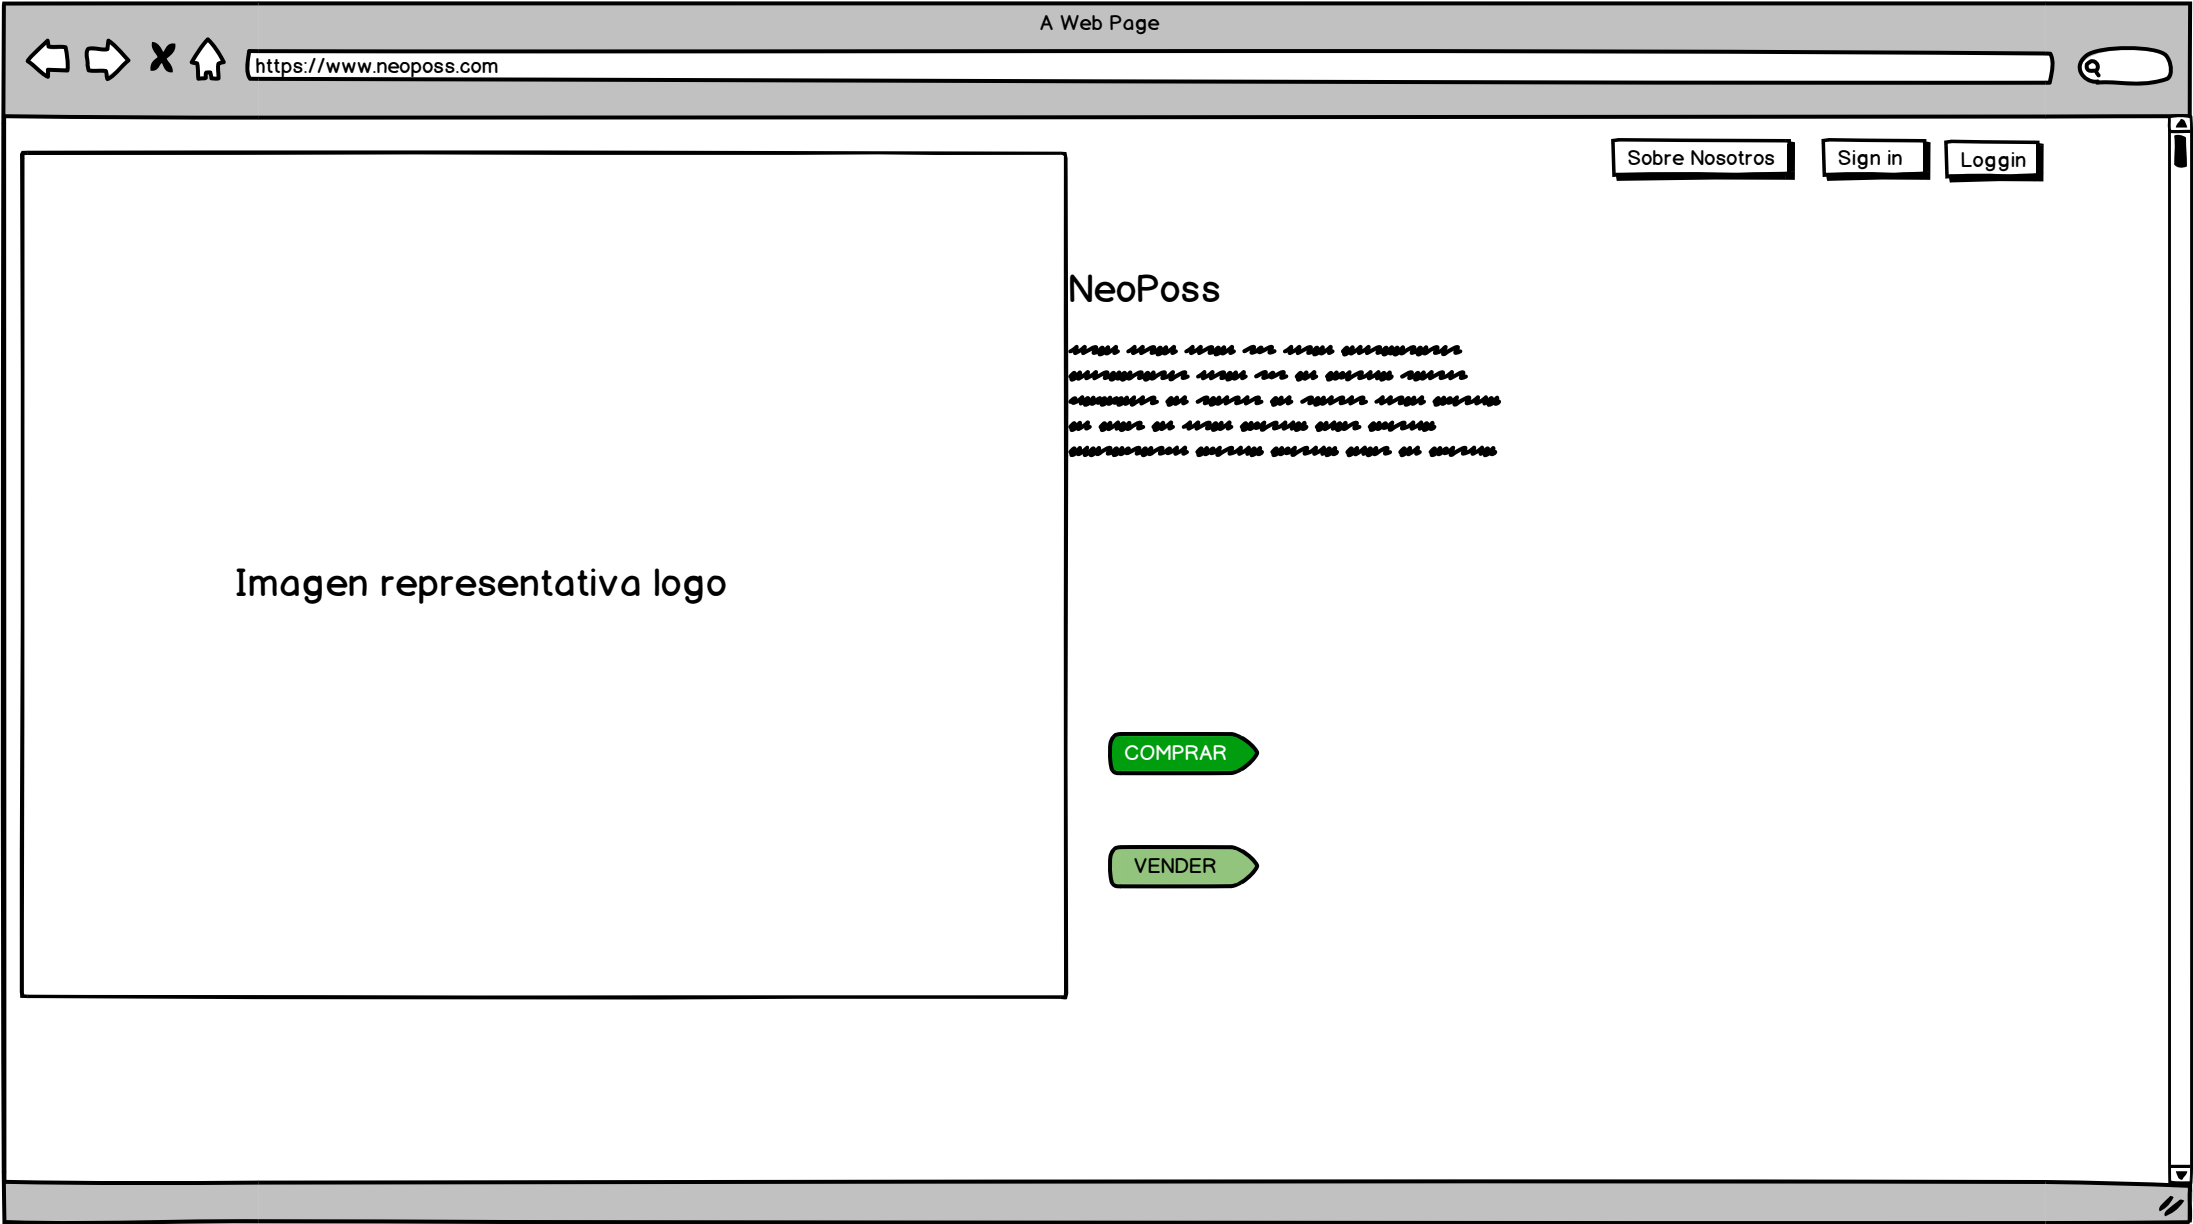 A Web Page
https://www.neoposs.com
Sobre Nosotros
Sign in
Loggin
NeoPoss
Imagen representativa logo
COMPRAR
VENDER